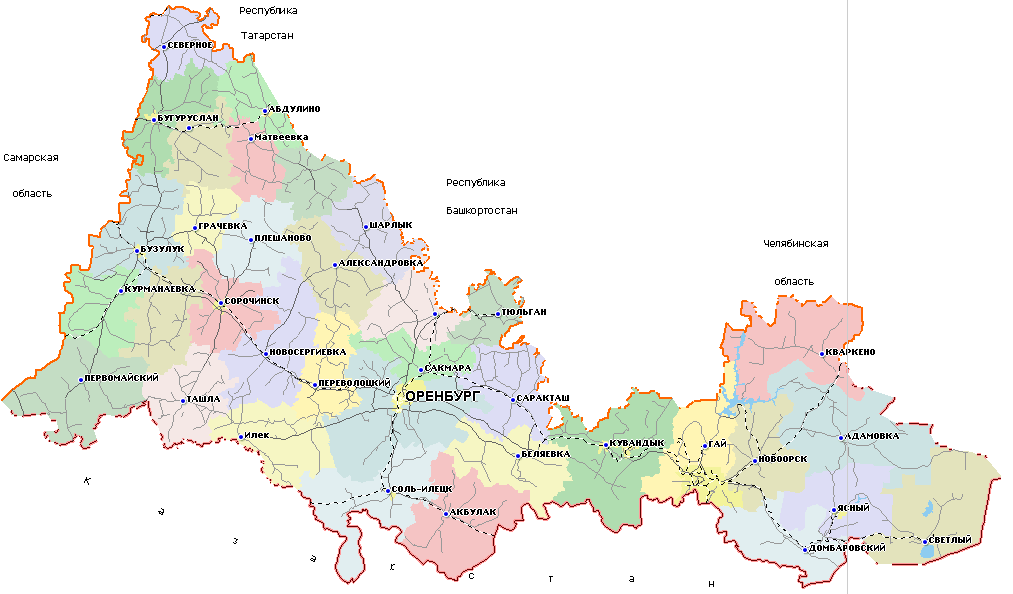 Республика
Татарстан
СЕВЕРНОЕ
АБДУЛИНО
БУГУРУСЛАН
Матвеевка
Самарская
область
Республика
Башкортостан
ГРАЧЕВКА
ШАРЛЫК
ПЛЕШАНОВО
БУЗУЛУК
Челябинская
область
АЛЕКСАНДРОВКА
КУРМАНАЕВКА
СОРОЧИНСК
ТЮЛЬГАН
НОВОСЕРГИЕВКА
КВАРКЕНО
САКМАРА
ПЕРВОМАЙСКИЙ
ПЕРЕВОЛОЦКИЙ
ОРЕНБУРГ
ТАШЛА
САРАКТАШ
Илек
КУВАНДЫК
ГАЙ
АДАМОВКА
БЕЛЯЕВКА
НОВООРСК
СОЛЬ-ИЛЕЦК
АКБУЛАК
ЯСНЫЙ
СВЕТЛЫЙ
ДОМБАРОВСКИЙ
К а з а х с т а н